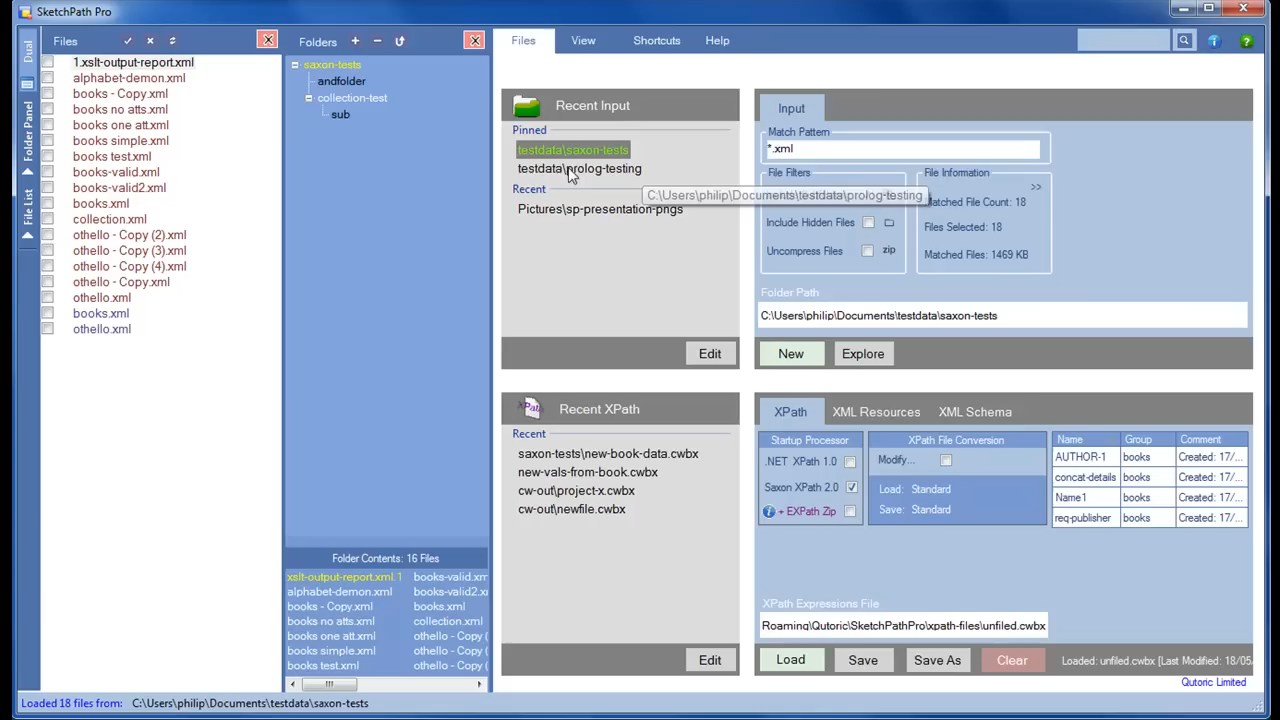 SketchPath Pro
Dual
Folder Panel
File List
Files
1.xslt-output-report.xml
alphabet-demon.xml
books - Copy.xml
books no atts.xml
books one att.xml
books simple.xml
books test.xml
books-valid.xml
books-valid2.xml
books.xml
collection.xml
othello - Copy (2).xml
othello - Copy (3).xml
othello - Copy (4).xml
othello - Copy.xml
othello.xml
books.xml
othello.xml
Folders
saxon-tests
andfolder
collection-test
sub
Folder Contents: 16 Files
xslt-output-report.xml.1 books-valid.xm
alphabet-demon.xml books-valid2.x
books - Copy.xml books.xml
books no atts.xml collection.xml
books one att.xml othello - Copy (
books simple.xml othello - Copy (
books test.xml othello - Copy (
Files View Shortcuts Help
Recent Input
Pinned
testdata\saxon-tests
testdata\prolog-testing
C:\Users\philip\Documents\testdata\prolog-testing
Recent
Pictures\sp-presentation-pngs
Edit
Input
Match Pattern
*.xml
File Filters
Include Hidden Files
Uncompress Files zip
File Information
>>
Matched File Count: 18
Files Selected: 18
Matched Files: 1469 KB
Folder Path
C:\Users\philip\Documents\testdata\saxon-tests
New Explore
XPath
Recent XPath
Recent
saxon-tests\new-book-data.cwbx
new-vals-from-book.cwbx
cw-out\project-x.cwbx
cw-out\newfile.cwbx
Edit
XPath XML Resources XML Schema
Startup Processor
.NET XPath 1.0
Saxon XPath 2.0
+ EXPath Zip
XPath File Conversion
Modify...
Load: Standard
Save: Standard
Name Group Comment
AUTHOR-1 books Created: 17/...
concat-details books Created: 17/...
Name1 books Created: 17/...
req-publisher books Created: 17/...
XPath Expressions File
Roaming\Qutoric\SketchPathPro\xpath-files\unfiled.cwbx
Load Save Save As Clear Loaded: unfiled.cwbx [Last Modified: 18/05
Qutoric Limited
Loaded 18 files from: C:\Users\philip\Documents\testdata\saxon-tests